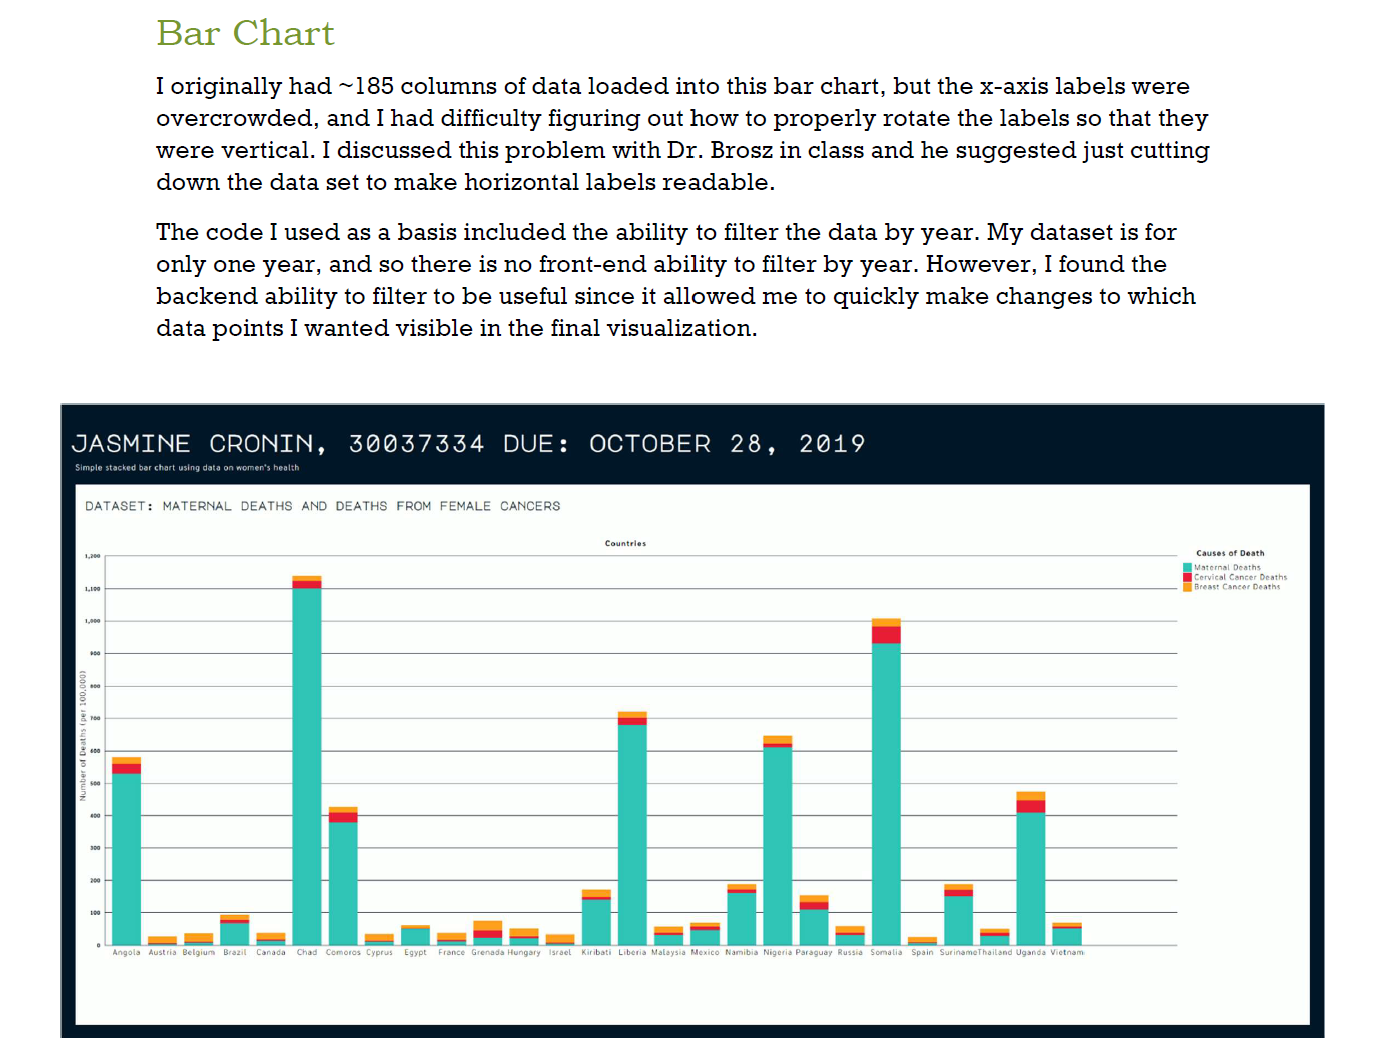 Bar Chart
I originally had ~185 columns of data loaded into this bar chart, but the x-axis labels were
overcrowded, and I had difficulty figuring out how to properly rotate the labels so that they
were vertical. I discussed this problem with Dr. Brosz in class and he suggested just cutting
down the data set to make horizontal labels readable.
The code I used as a basis included the ability to filter the data by year. My dataset is for
only one year, and so there is no front-end ability to filter by year. However, I found the
backend ability to filter to be useful since it allowed me to quickly make changes to which
data points I wanted visible in the final visualization.
JASMINE CRONIN, 30037334 DUE: OCTOBER 28, 2019
Simple stacked bar chart using data on women's health
DATASET: MATERNAL DEATHS AND DEATHS FROM FEMALE CANCERS
Countries
Causes of Death
Maternal Deaths
Cervical Cancer Deaths
Breast Cancer Deaths
Number of Deaths (per 100,000)
1,200
1,100
1,000
900
800
700
600
500
400
300
200
100
0
Angola Austria Belgium Brazil Canada Chad Comoros Cyprus Egypt France Grenada Hungary Israel Kiribati Liberia Malaysia Mexico Namibia Nigeria Paraguay Russia Somalia Spain Suriname Thailand Uganda Vietnam